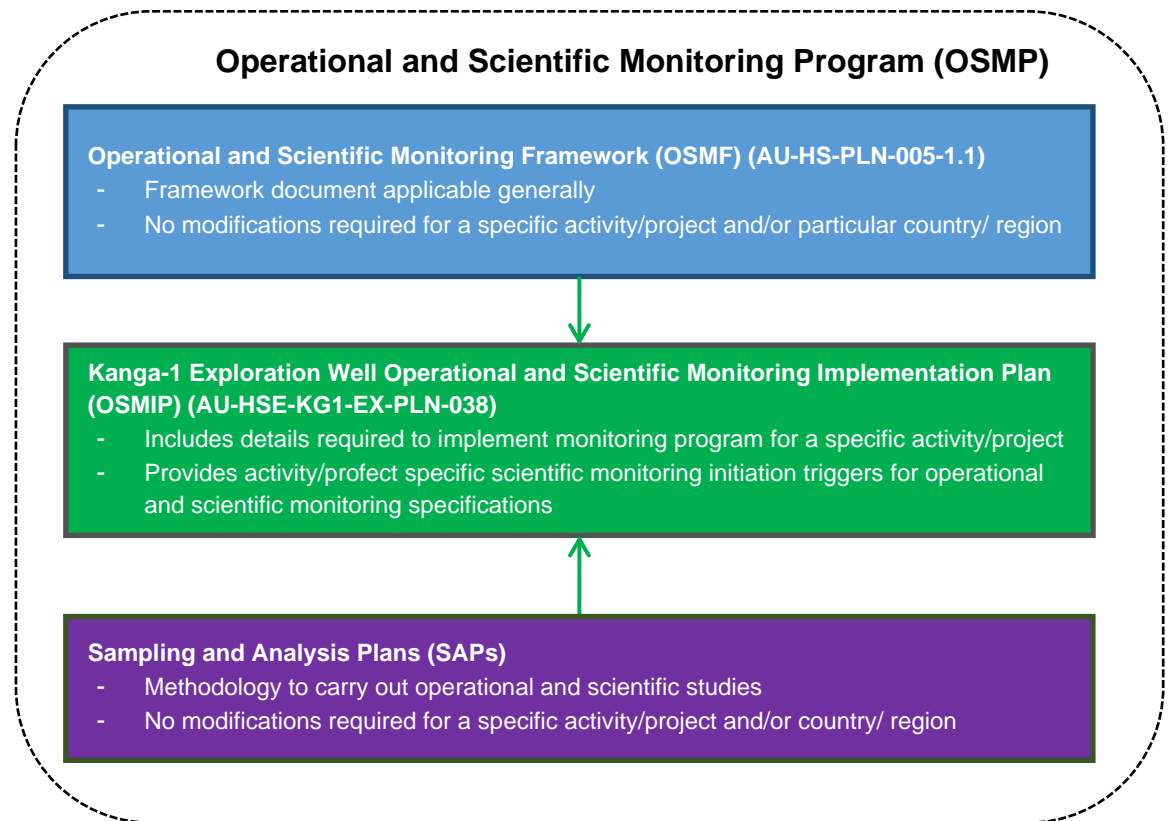 Operational and Scientific Monitoring Program (OSMP)
Operational and Scientific Monitoring Framework (OSMF) (AU-HS-PLN-005-1.1)
- Framework document applicable generally
- No modifications required for a specific activity/project and/or particular country/ region
Kanga-1 Exploration Well Operational and Scientific Monitoring Implementation Plan
(OSMIP) (AU-HSE-KG1-EX-PLN-038)
- Includes details required to implement monitoring program for a specific activity/project
- Provides activity/profect specific scientific monitoring initiation triggers for operational
and scientific monitoring specifications
Sampling and Analysis Plans (SAPs)
- Methodology to carry out operational and scientific studies
- No modifications required for a specific activity/project and/or country/ region